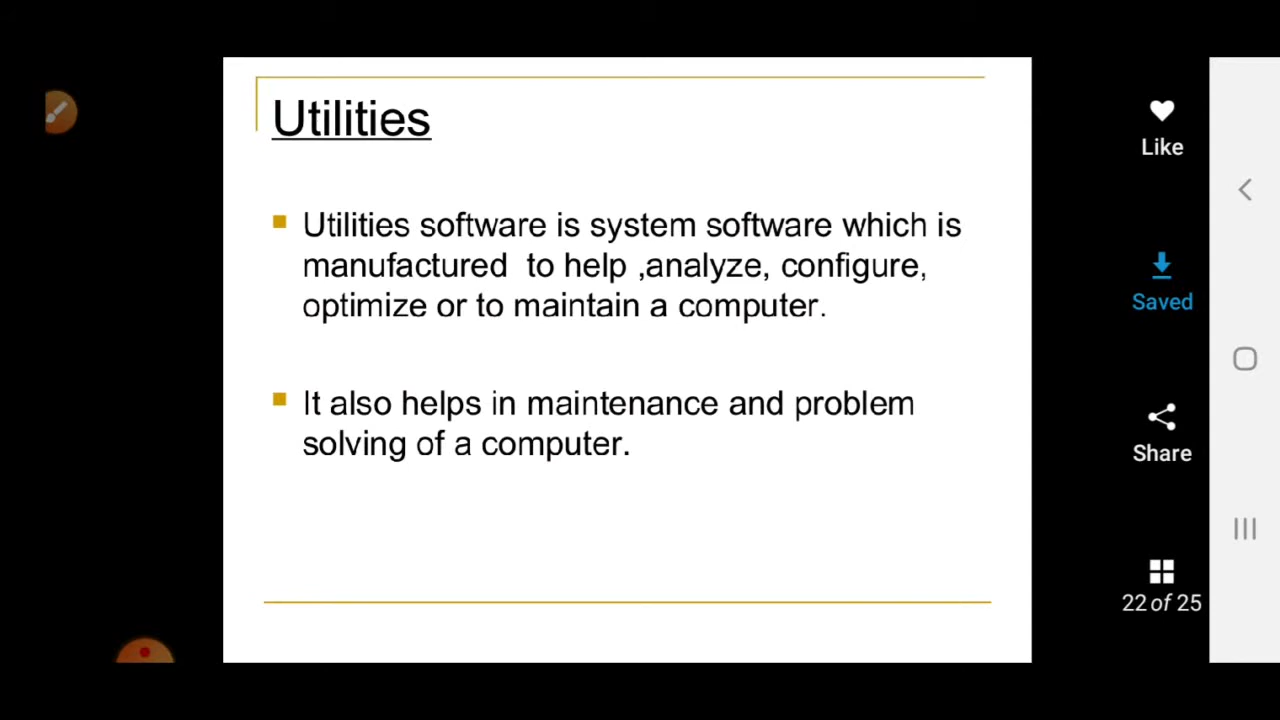 Utilities
Utilities software is system software which is
manufactured to help ,analyze, configure,
optimize or to maintain a computer.
It also helps in maintenance and problem
solving of a computer.
Like
Saved
Share
22 of 25